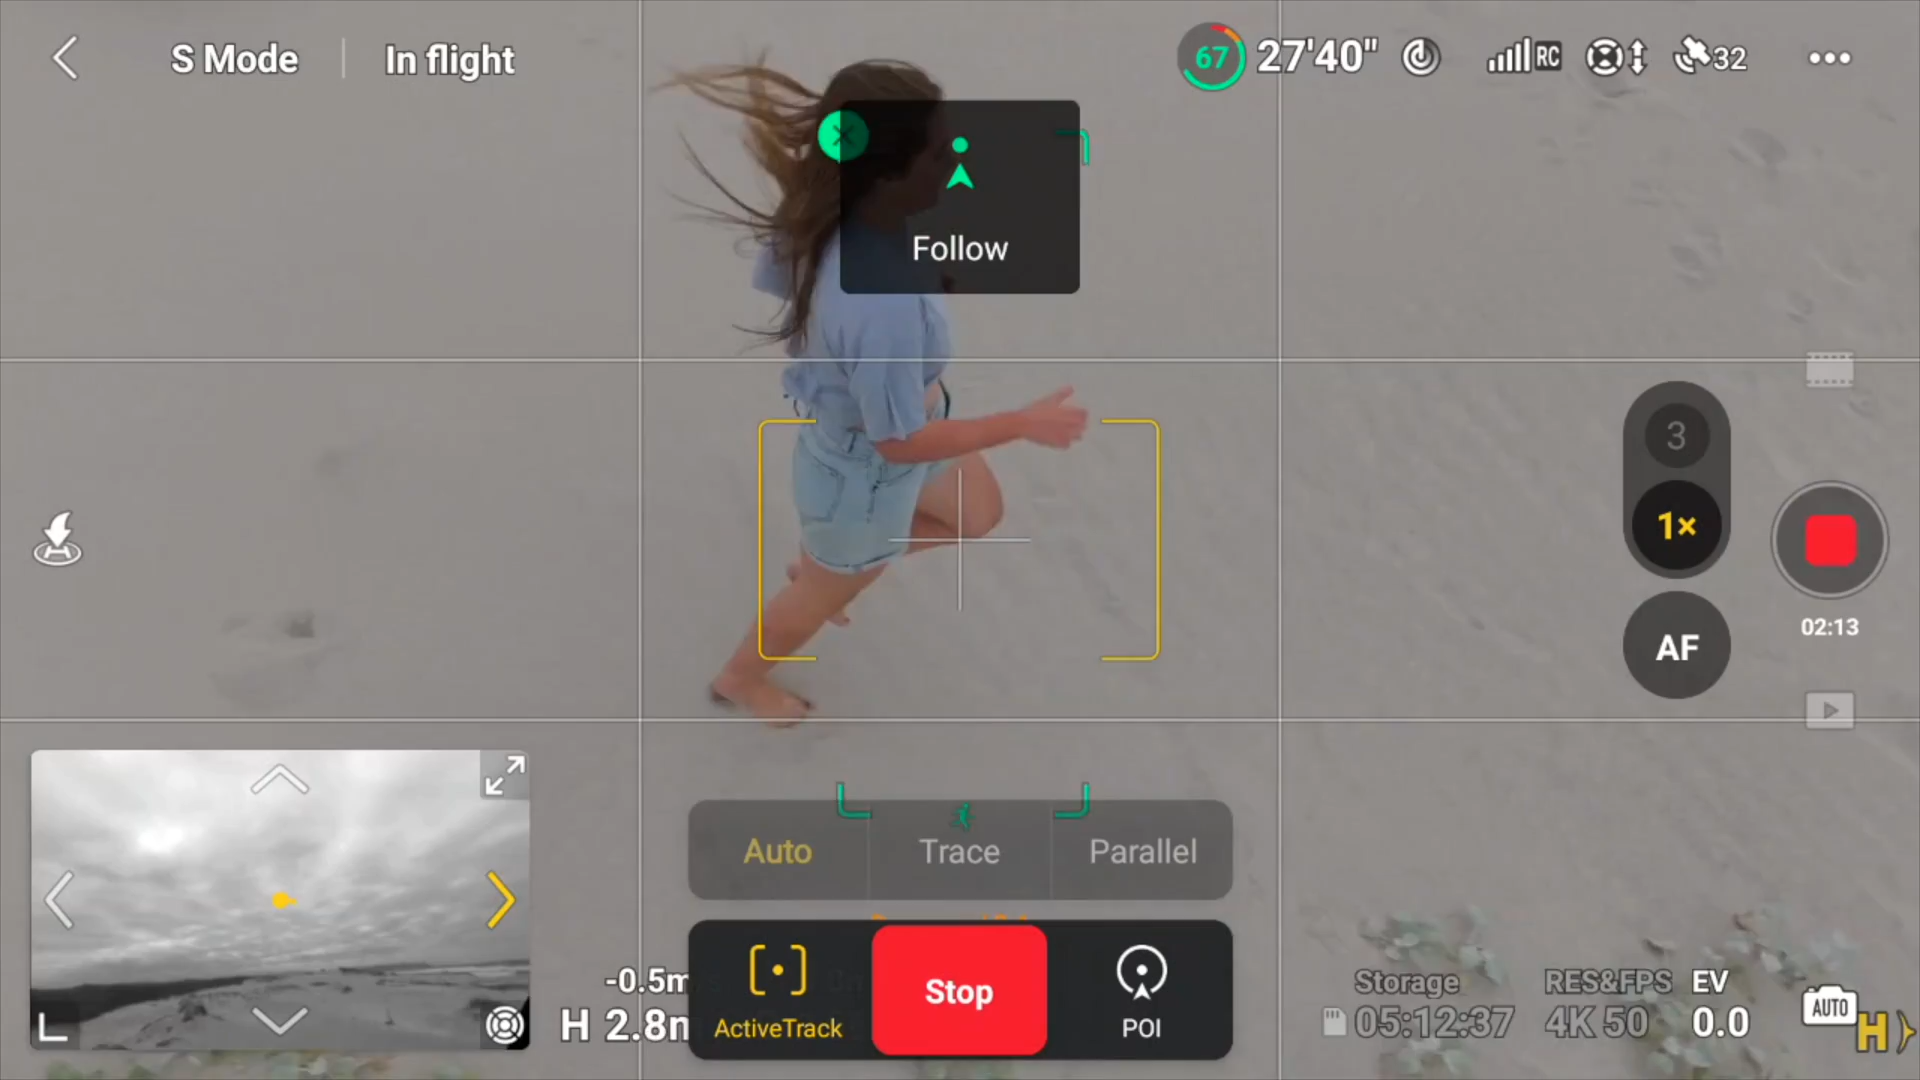 S Mode
In flight
67
27'40"
RC
32
Follow
3
1×
AF
02:13
Auto
Trace
Parallel
-0.5m
H 2.8m
ActiveTrack
Stop
POI
Storage
05:12:37
RES&FPS
4K 50
EV
0.0
AUTO
H
L